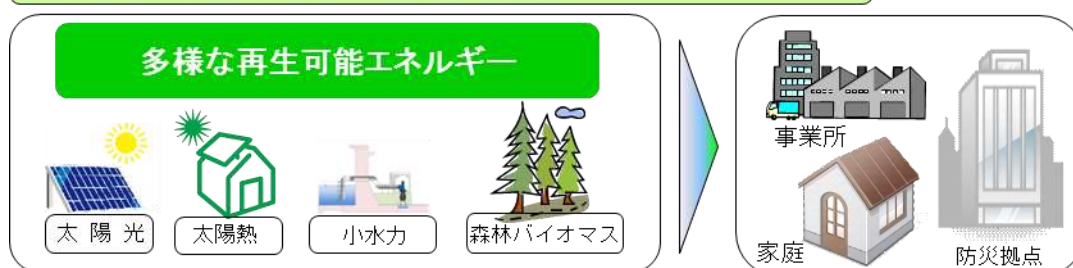 多様な再生可能エネルギー
太陽光
太陽熱
小水力
森林バイオマス
事業所
家庭
防災拠点